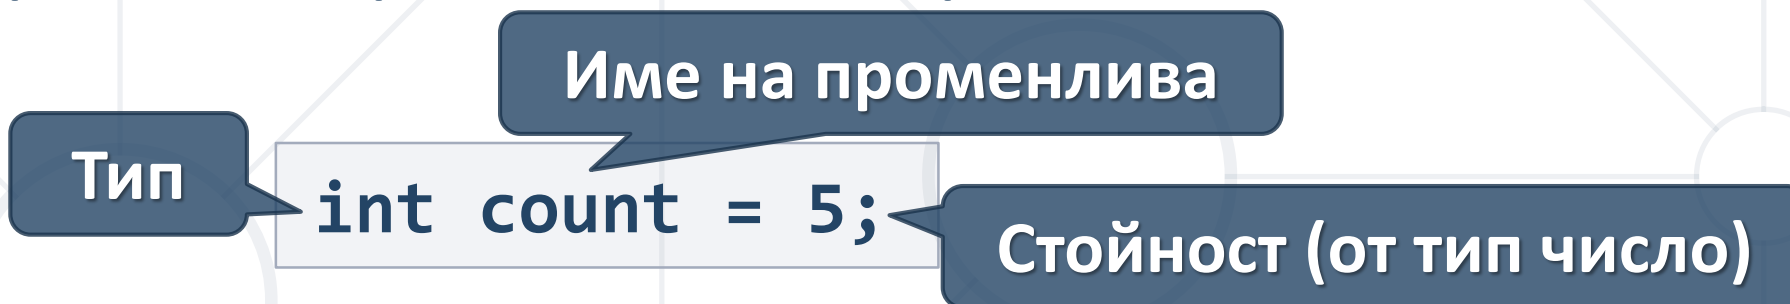 Име на променлива
Тип
int count = 5;
Стойност (от тип число)